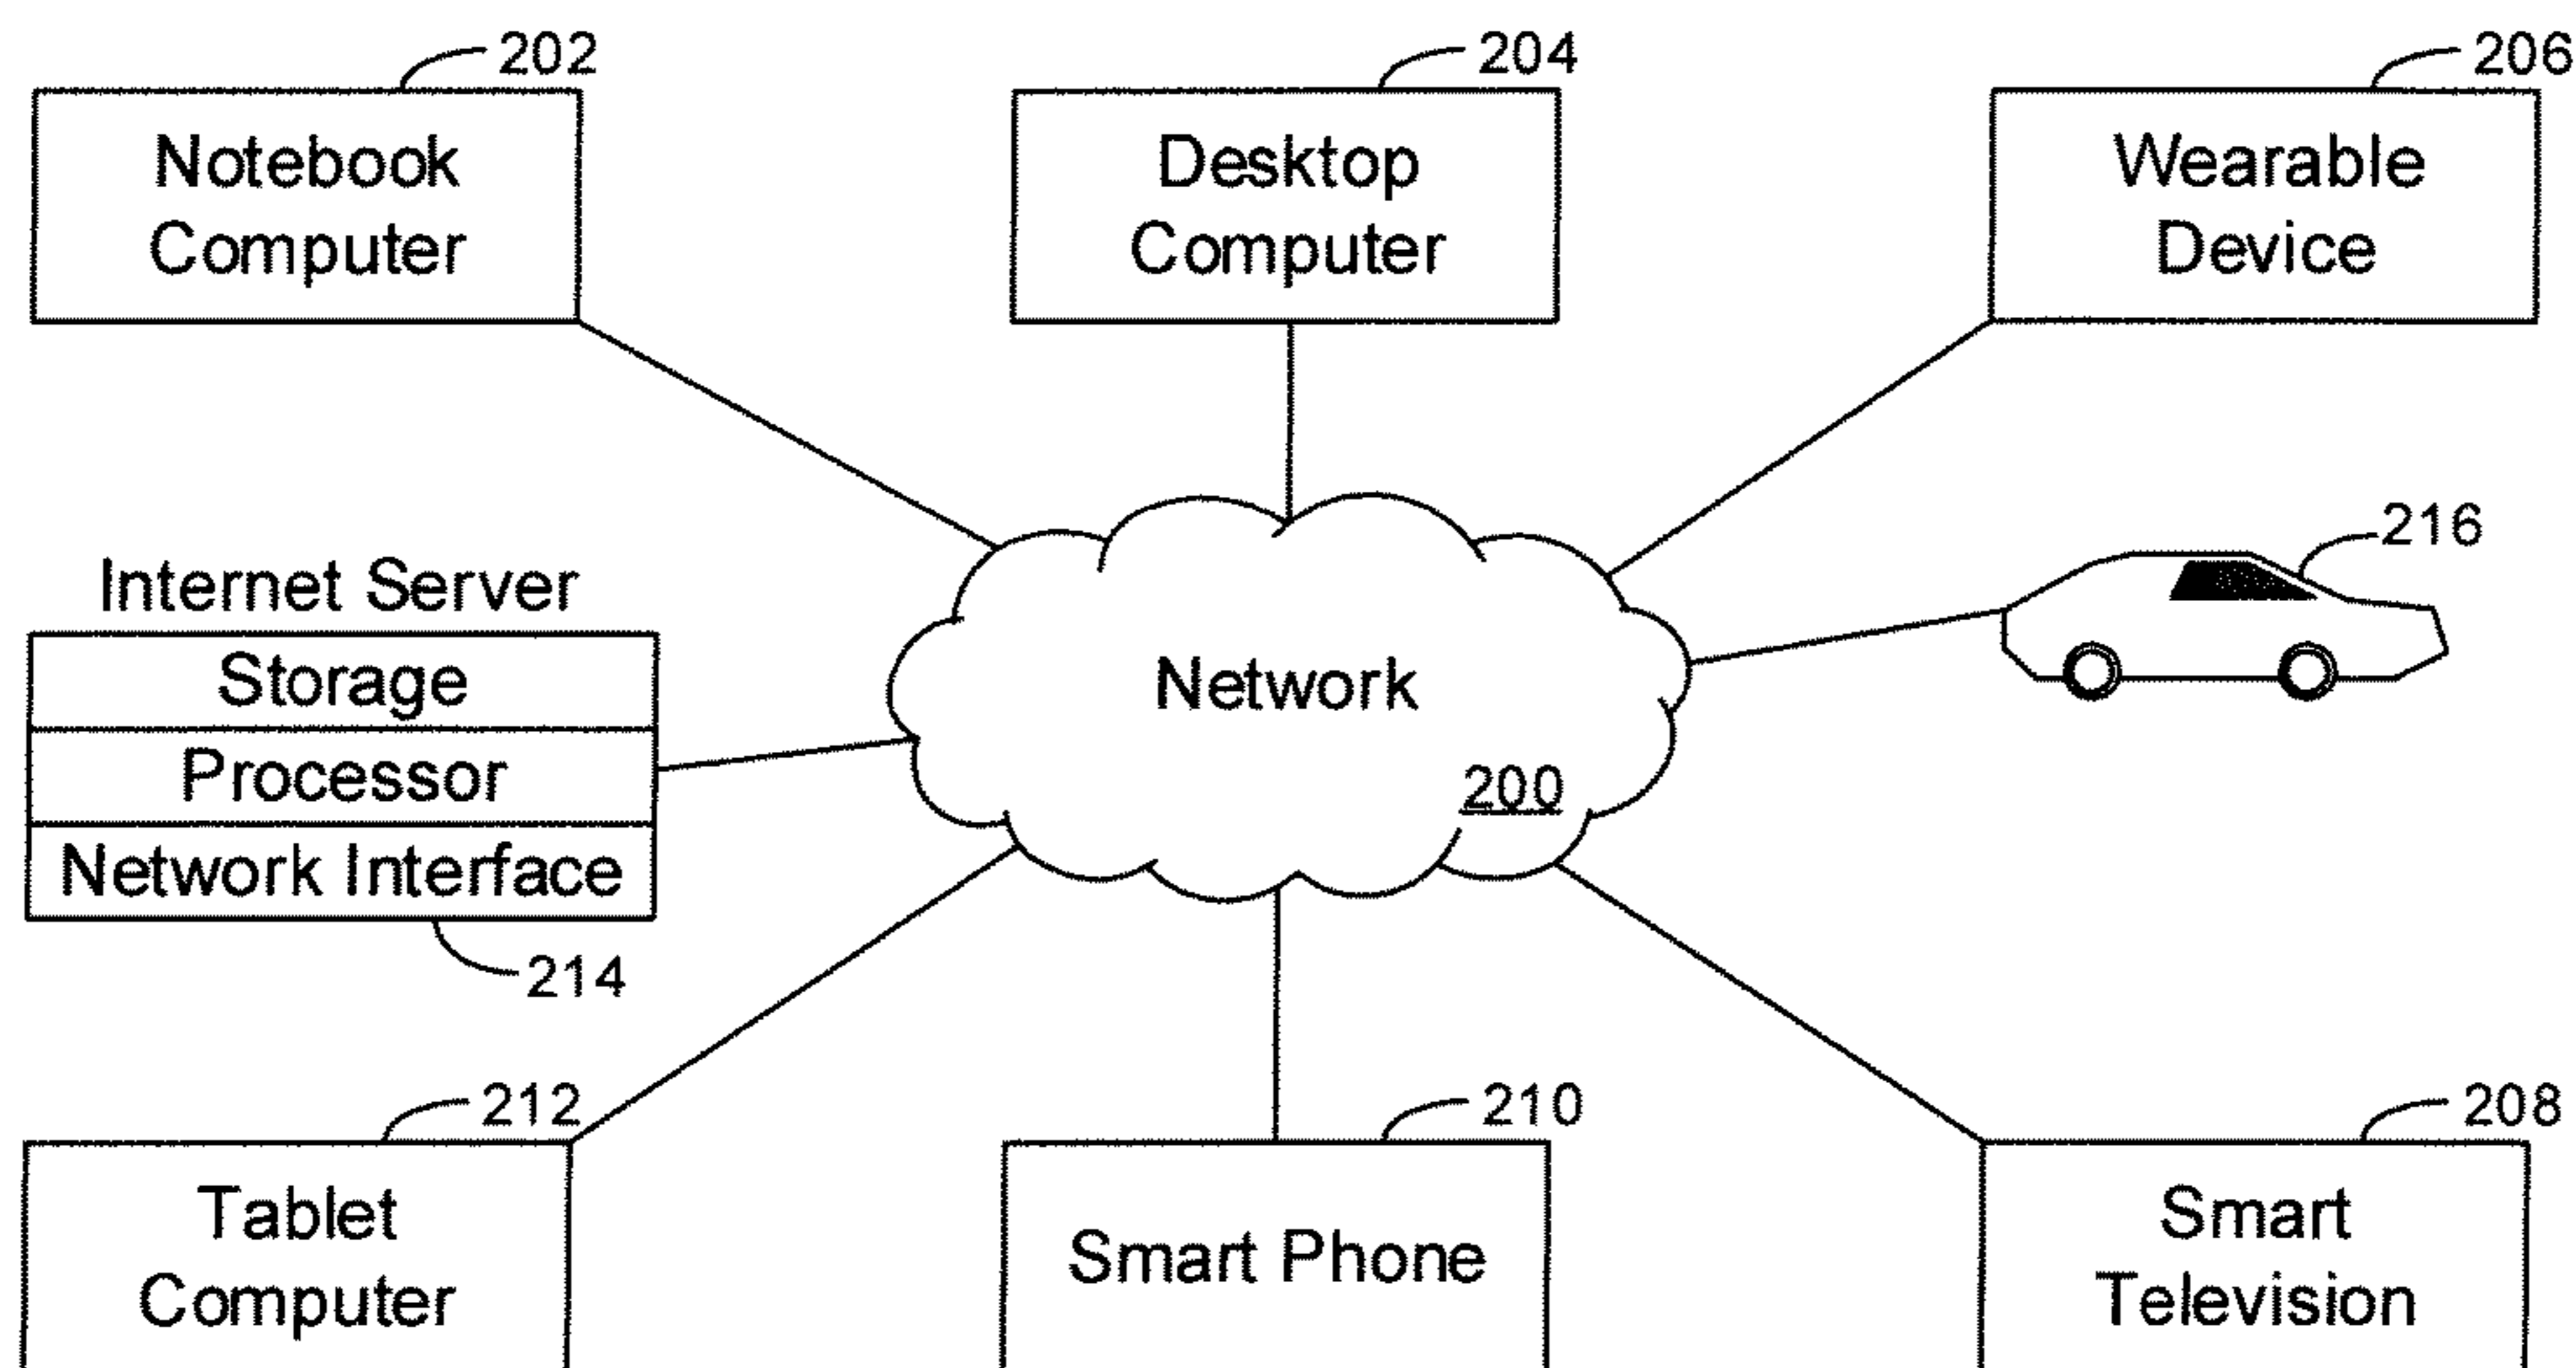 202
204
206
Notebook
Computer
Desktop
Computer
Wearable
Device
216
Internet Server
Storage
Processor
Network Interface
214
Network
200
212
210
208
Tablet
Computer
Smart Phone
Smart
Television